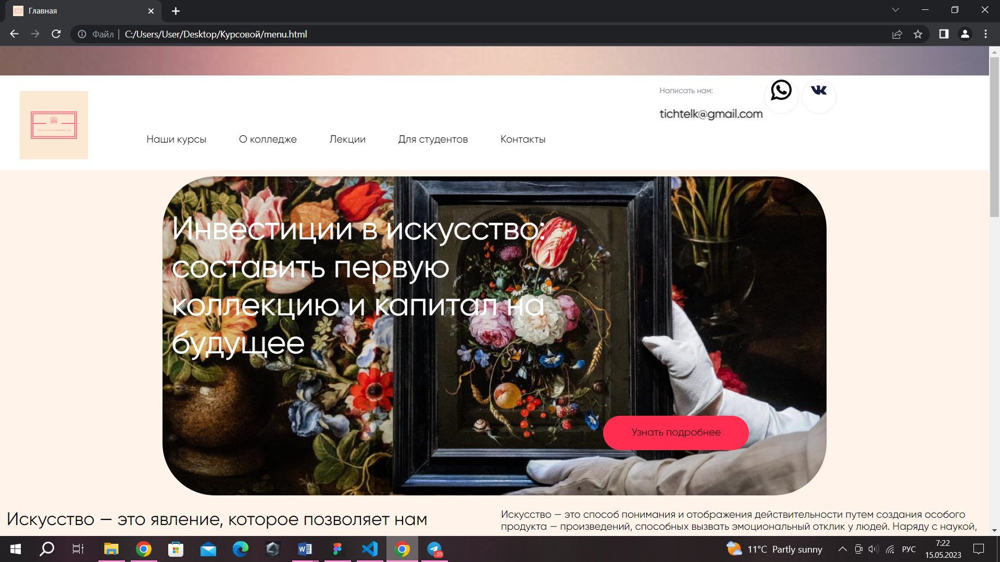 Главная
Файл
C:/Users/User/Desktop/Курсовой/menu.html
Написать нам:
tichtelk@gmail.com
Наши курсы О колледже Лекции Для студентов Контакты
Инвестиции в искусство:
составить первую
коллекцию и капитал на
будущее
Узнать подробнее
Искусство — это явление, которое позволяет нам
Искусство — это способ понимания и отображения действительности путем создания особого
продукта — произведений, способных вызвать эмоциональный отклик у людей. Наряду с наукой,
11°C Partly sunny
РУС
7:22
15.05.2023
..09